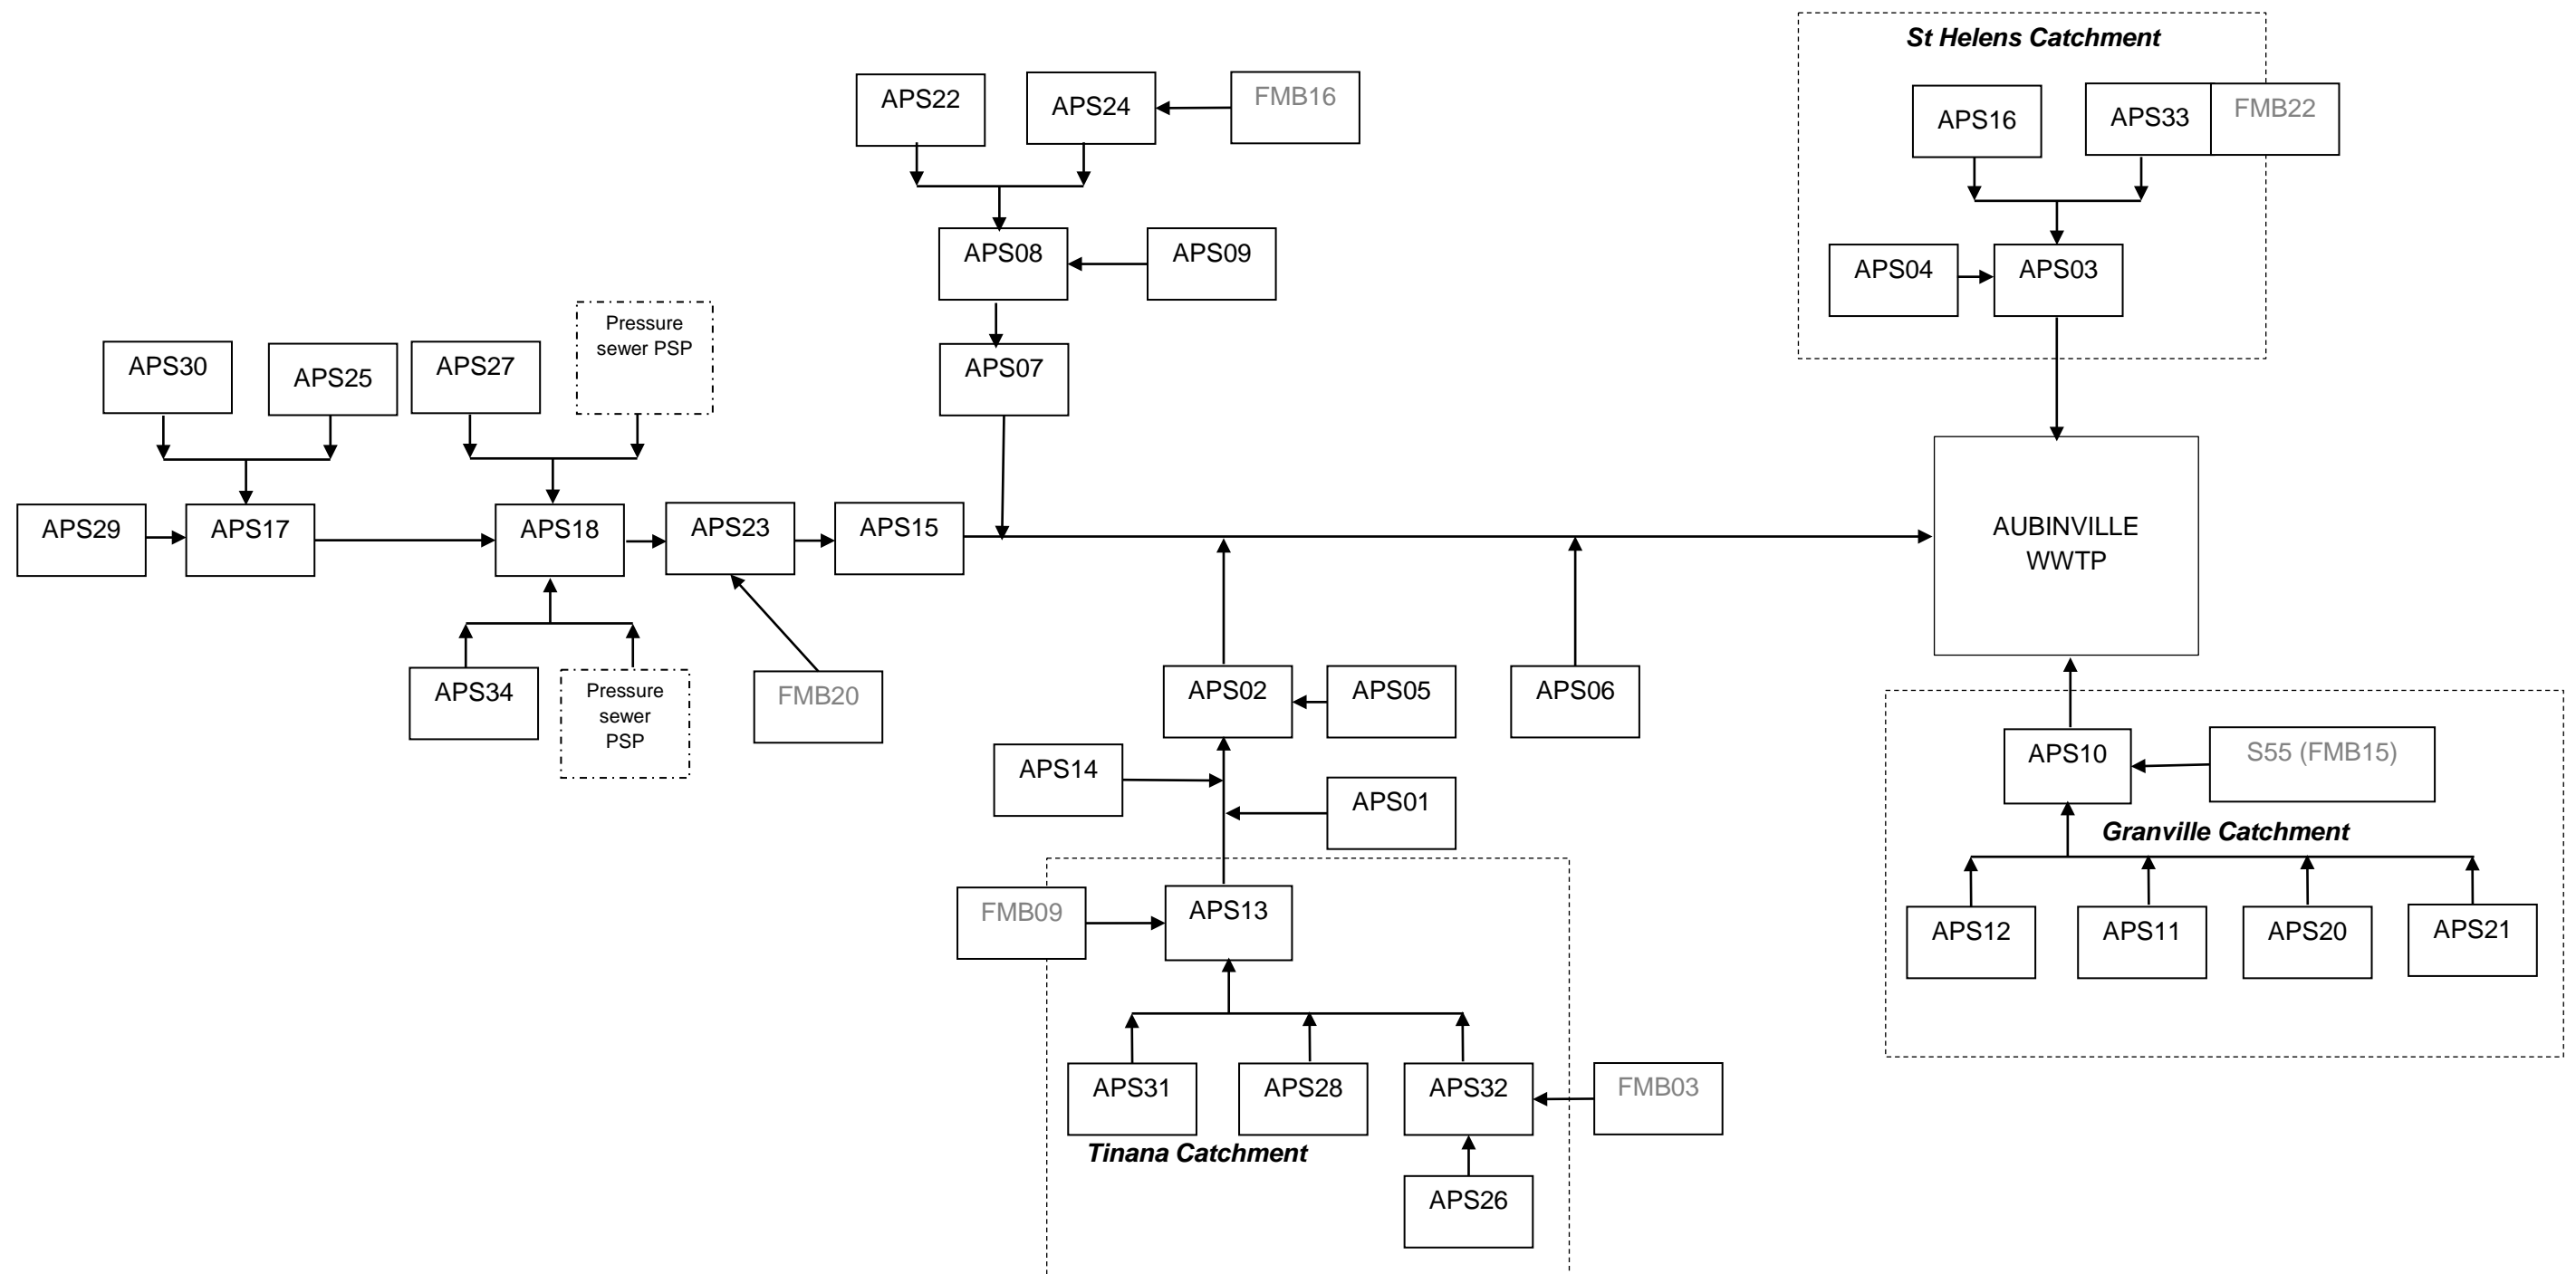 St Helens Catchment
APS22
APS24
FMB16
APS16
APS33
FMB22
APS08
APS09
APS04
APS03
Pressure
sewer PSP
APS30
APS25
APS27
APS07
APS29
APS17
APS18
APS23
APS15
AUBINVILLE
WWTP
APS34
Pressure
sewer
PSP
FMB20
APS02
APS05
APS06
APS14
APS01
APS10
S55 (FMB15)
Granville Catchment
FMB09
APS13
APS12
APS11
APS20
APS21
APS31
APS28
APS32
FMB03
Tinana Catchment
APS26